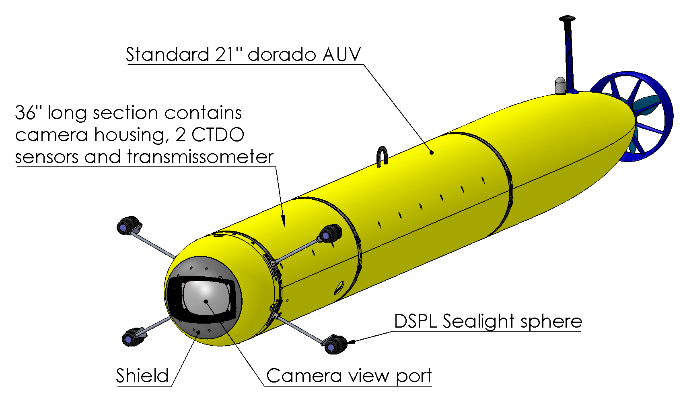 Standard 21" dorado AUV
36" long section contains
camera housing, 2 CTDO
sensors and transmissometer
DSPL Sealight sphere
Shield
Camera view port